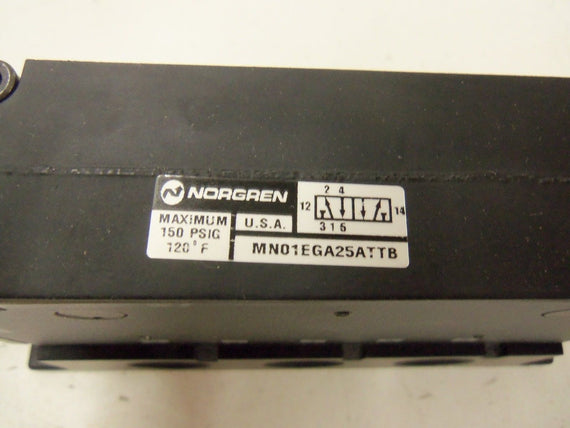 NORGREN
MAXIMUM
150 PSIG
120° F
U.S.A.
2 4
12 14
3 1 5
MN01EGA25ATTB